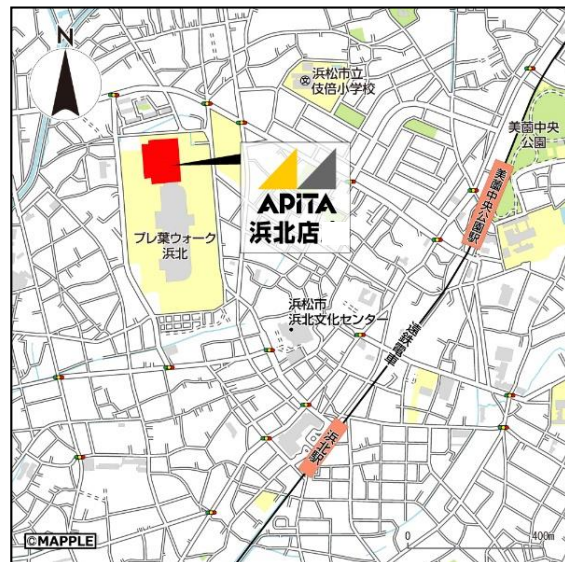 N
浜松市立
伎倍小学校
美薗中央
公園
美薗中央公園駅
APiTA
浜北店
プレ葉ウォーク
浜北
浜松市
浜北文化センター
遠鉄電車
浜北駅
©MAPPLE
0 400m